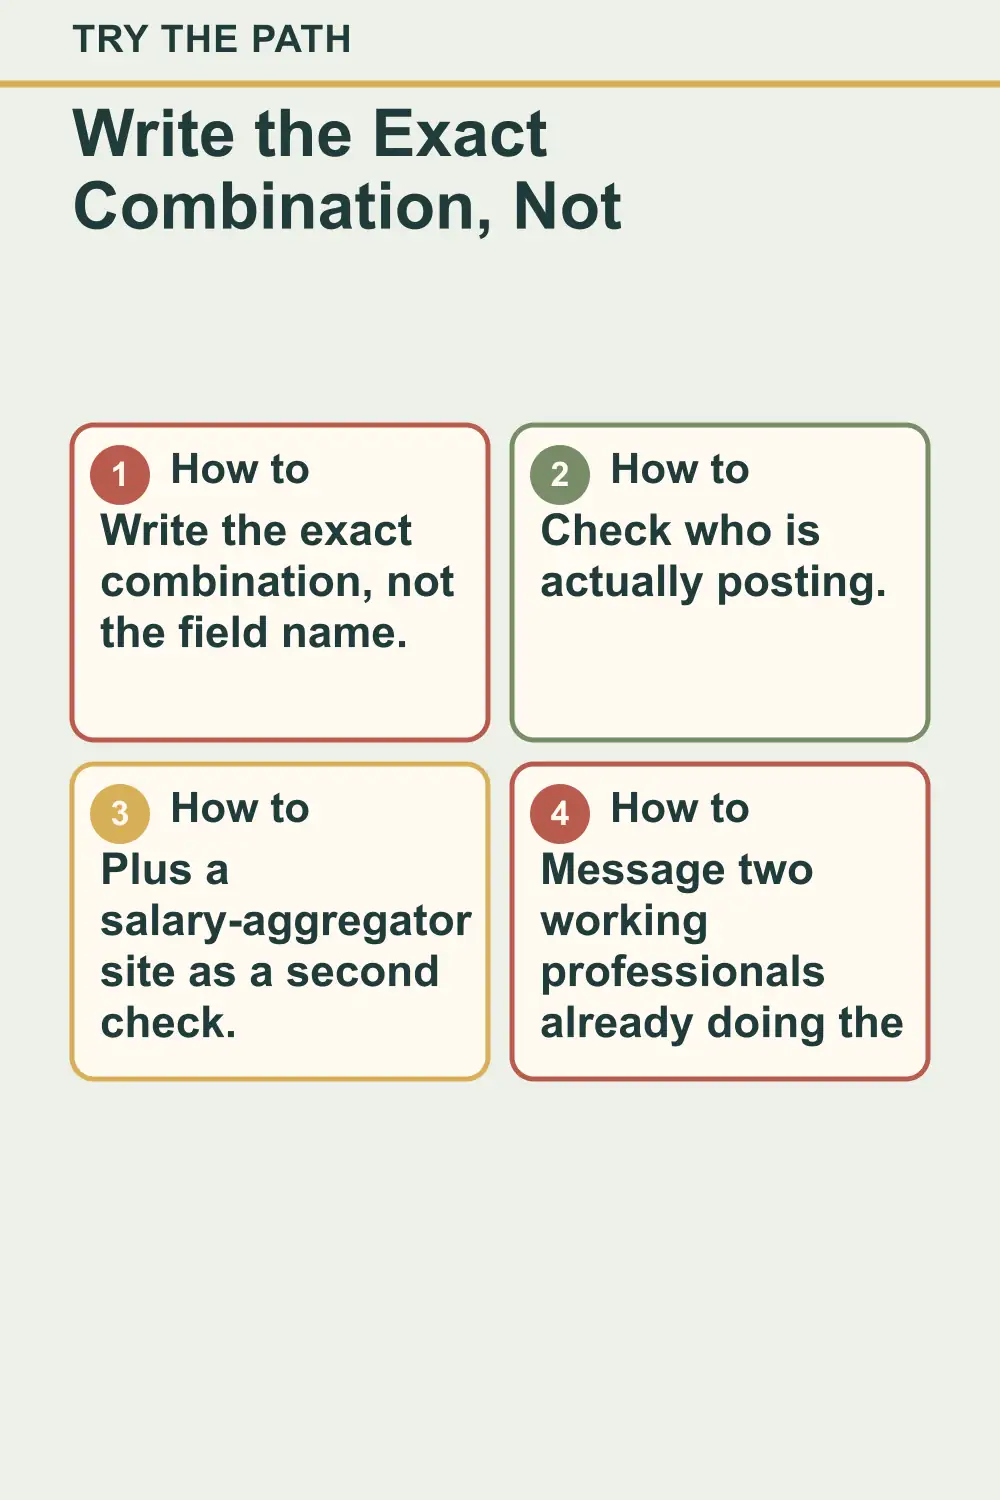 TRY THE PATH
Write the Exact
Combination, Not
1 How to
Write the exact
combination, not
the field name.
2 How to
Check who is
actually posting.
3 How to
Plus a
salary-aggregator
site as a second
check.
4 How to
Message two
working
professionals
already doing the